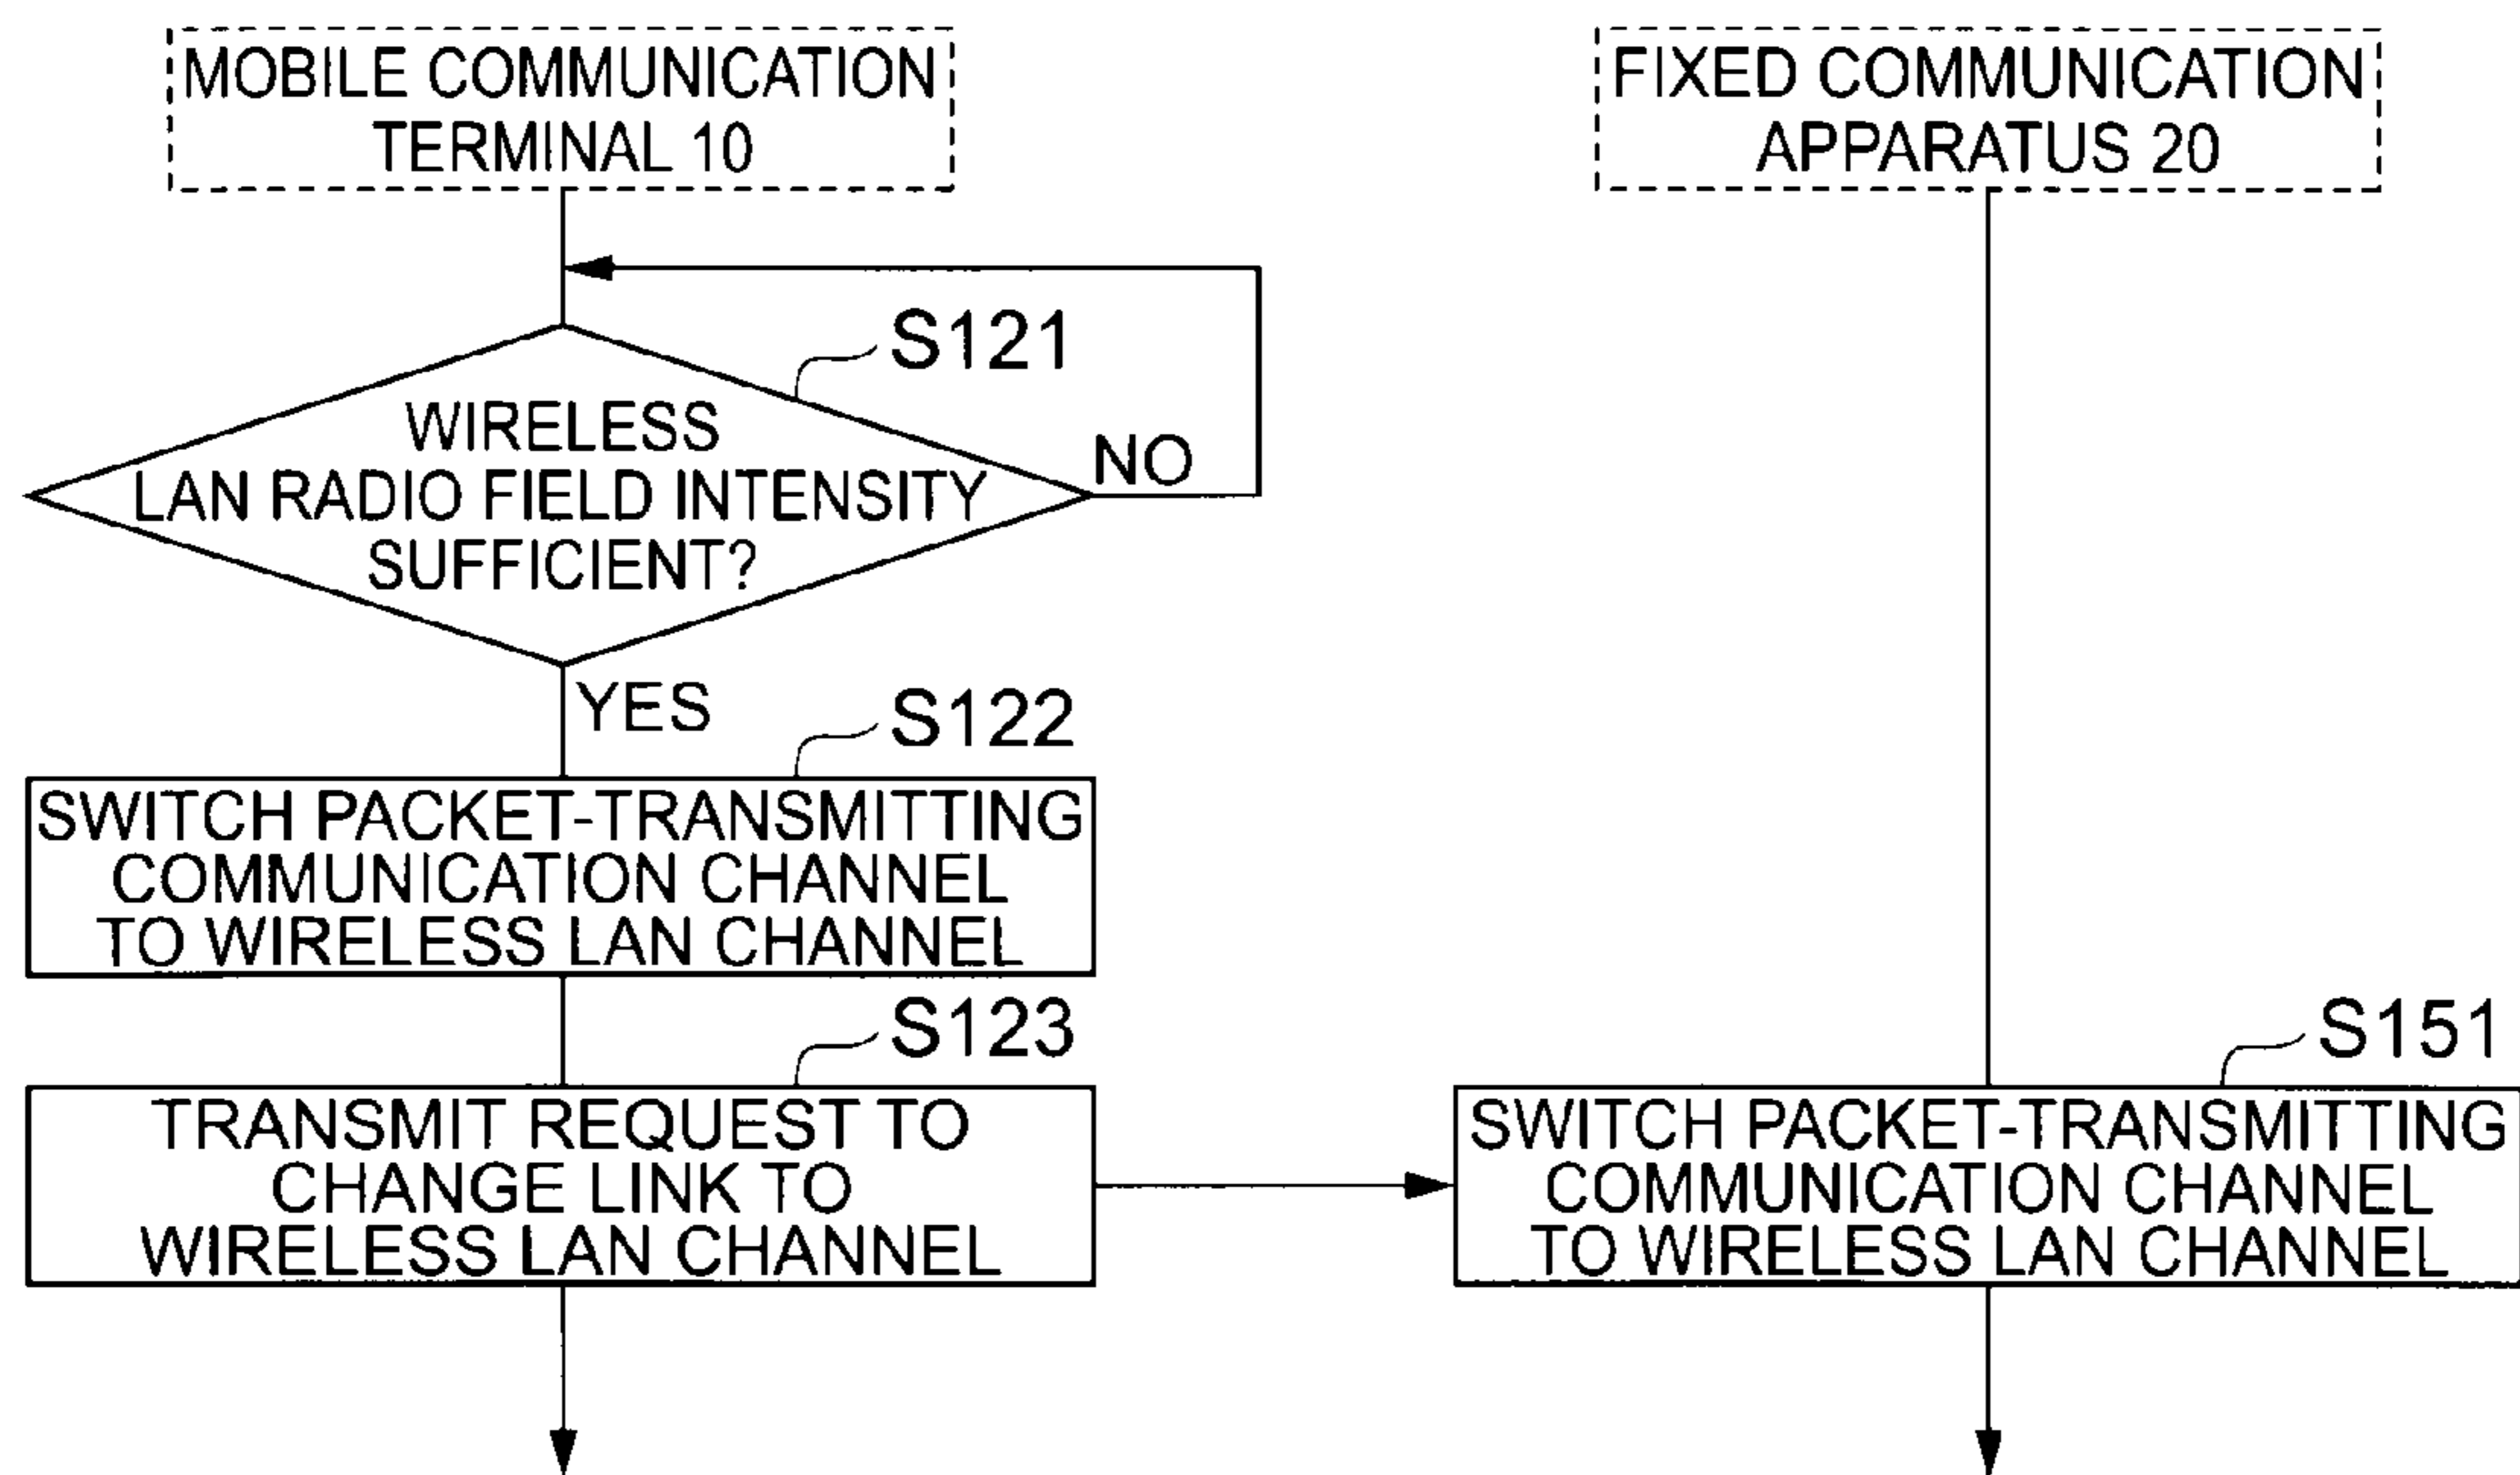 MOBILE COMMUNICATION
TERMINAL 10
FIXED COMMUNICATION
APPARATUS 20
S121
WIRELESS
LAN RADIO FIELD INTENSITY
SUFFICIENT?
NO
YES
S122
SWITCH PACKET-TRANSMITTING
COMMUNICATION CHANNEL
TO WIRELESS LAN CHANNEL
S123
TRANSMIT REQUEST TO
CHANGE LINK TO
WIRELESS LAN CHANNEL
S151
SWITCH PACKET-TRANSMITTING
COMMUNICATION CHANNEL
TO WIRELESS LAN CHANNEL